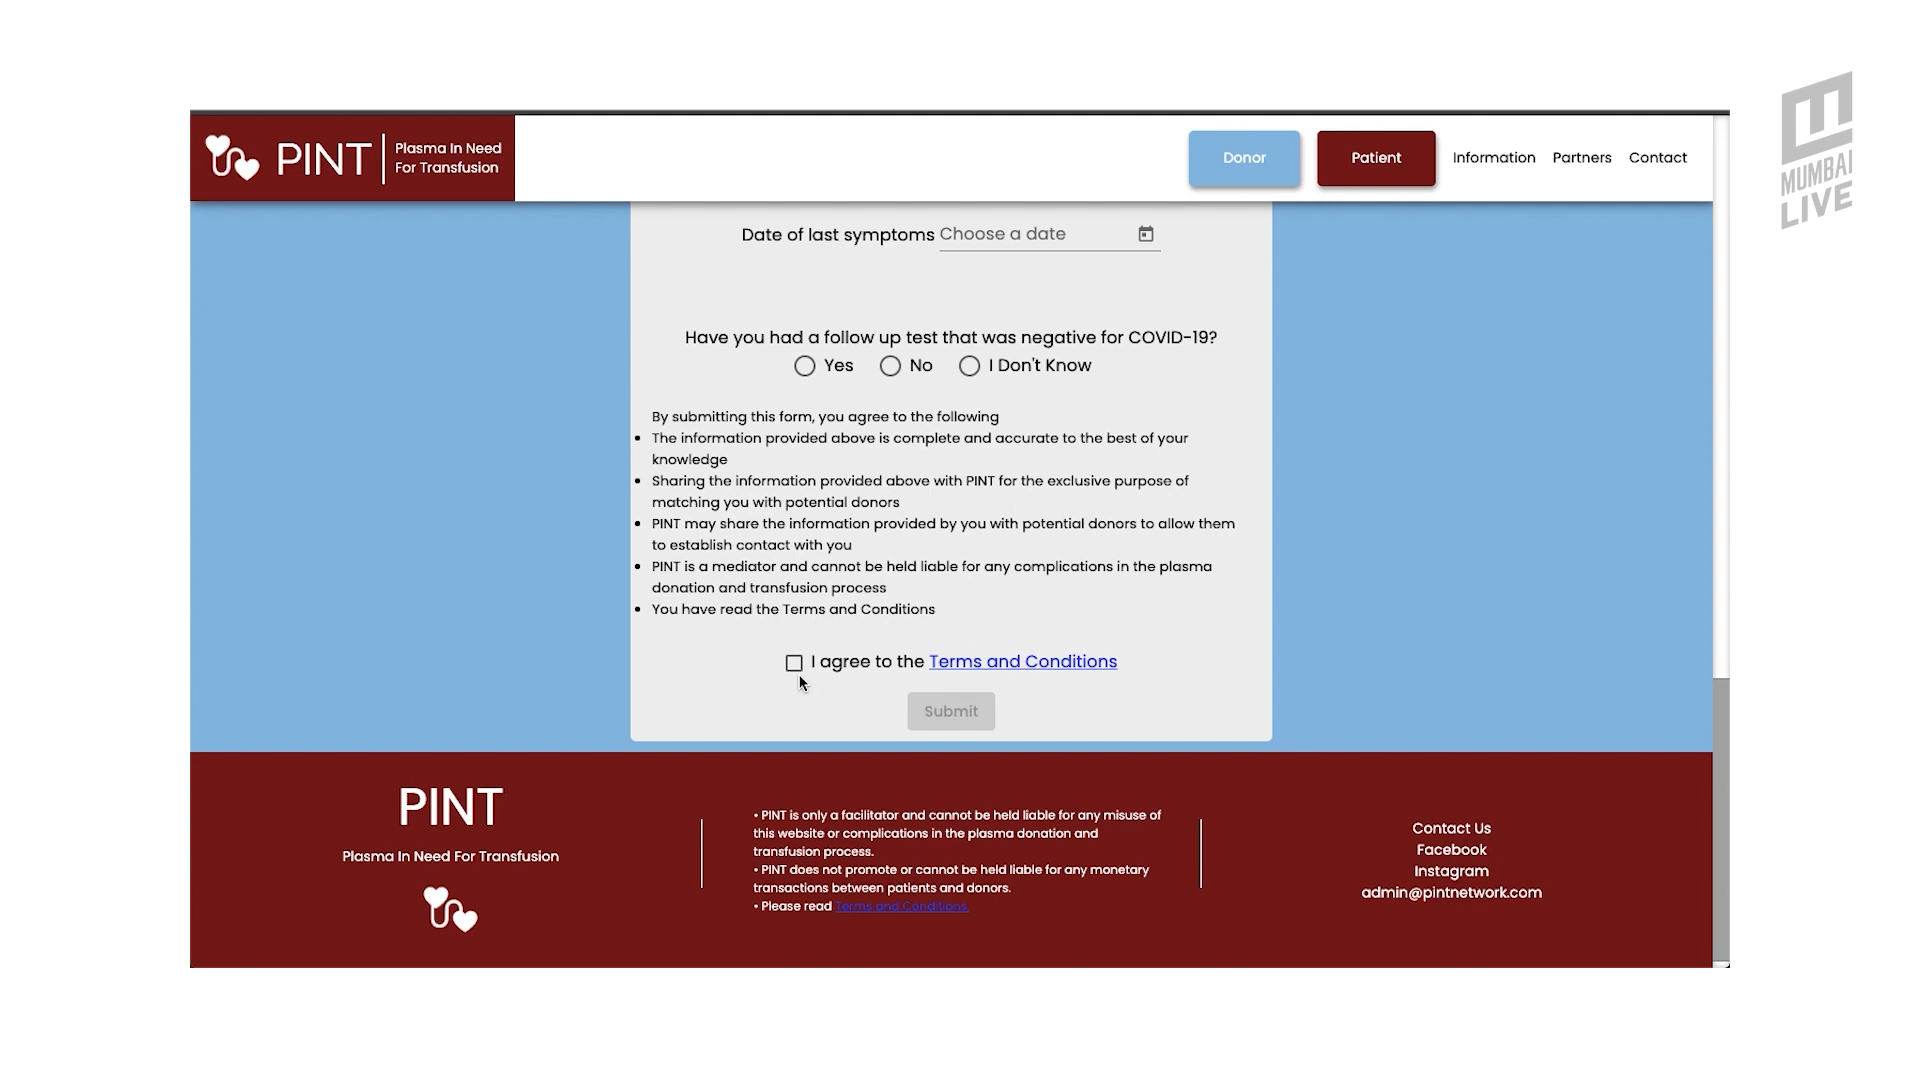 PINT
Plasma In Need
For Transfusion
Donor
Patient
Information
Partners
Contact
MUMBAI
LIVE
Date of last symptoms Choose a date
Have you had a follow up test that was negative for COVID-19?
Yes No I Don't Know
By submitting this form, you agree to the following
• The information provided above is complete and accurate to the best of your
knowledge
• Sharing the information provided above with PINT for the exclusive purpose of
matching you with potential donors
• PINT may share the information provided by you with potential donors to allow them
to establish contact with you
• PINT is a mediator and cannot be held liable for any complications in the plasma
donation and transfusion process
• You have read the Terms and Conditions
I agree to the Terms and Conditions
Submit
PINT
Plasma In Need For Transfusion
• PINT is only a facilitator and cannot be held liable for any misuse of
this website or complications in the plasma donation and
transfusion process.
• PINT does not promote or cannot be held liable for any monetary
transactions between patients and donors.
• Please read Terms and Conditions.
Contact Us
Facebook
Instagram
admin@pintnetwork.com